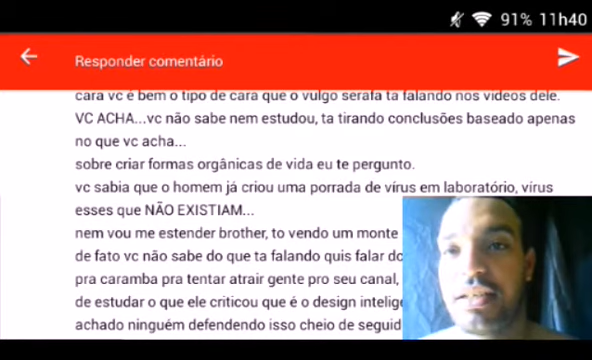 91% 11h40
Responder comentário
cara vc é bem o tipo de cara que o vulgo serafa ta falando nos videos dele.
VC ACHA...vc não sabe nem estudou, ta tirando conclusões baseado apenas
no que vc acha...
sobre criar formas orgânicas de vida eu te pergunto.
vc sabia que o homem já criou uma porrada de vírus em laboratório, vírus
esses que NÃO EXISTIAM...
nem vou me estender brother, to vendo um monte
de fato vc não sabe do que ta falando quis falar do
pra caramba pra tentar atrair gente pro seu canal,
de estudar o que ele criticou que é o design intelige
achado ninguém defendendo isso cheio de seguid